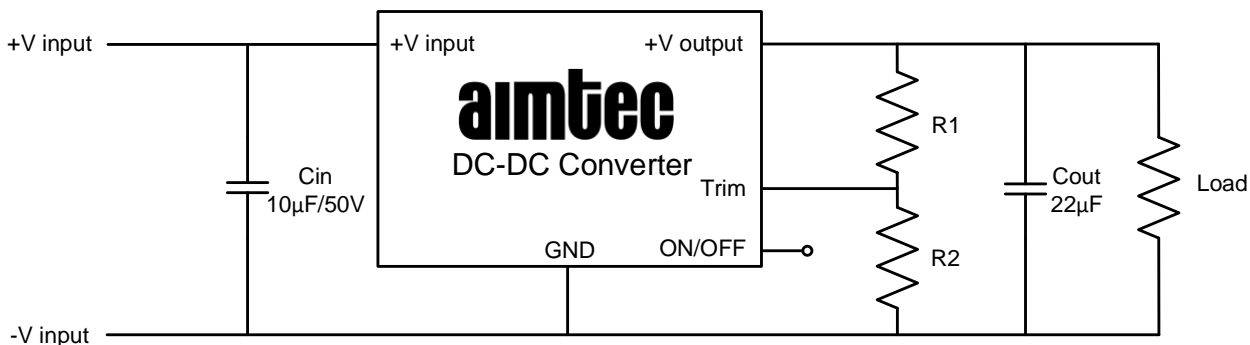 +V input
+V input
+V output
aimtec
DC-DC Converter
R1
Cin
10µF/50V
Trim
Cout
22µF
Load
GND
ON/OFF
R2
-V input